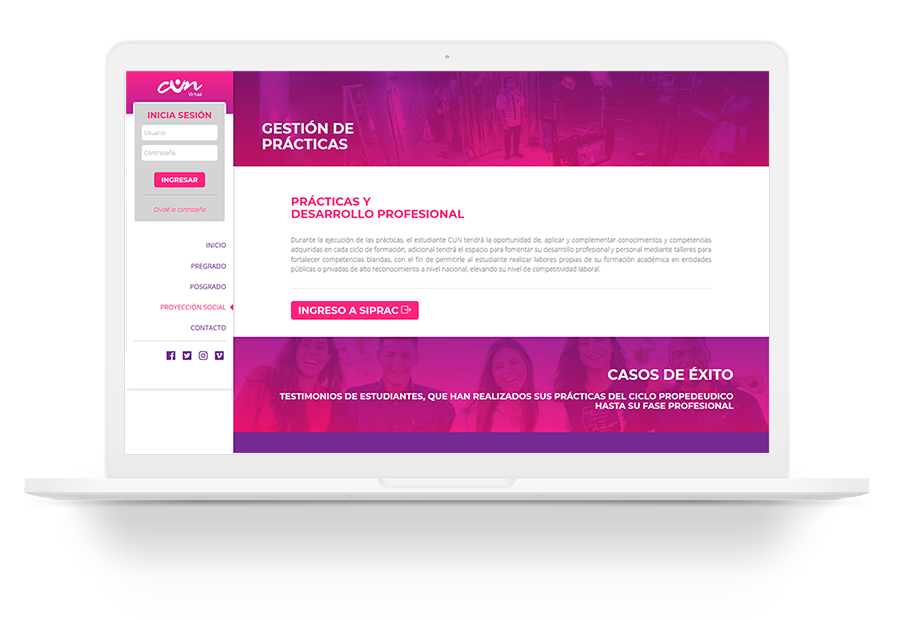 cun
Virtual
INICIA SESIÓN
Usuario
Contraseña
INGRESAR
Olvidé la contraseña
INICIO
PREGRADO
POSGRADO
PROYECCIÓN SOCIAL
CONTACTO
GESTIÓN DE
PRÁCTICAS
PRÁCTICAS Y
DESARROLLO PROFESIONAL
Durante la ejecución de las prácticas, el estudiante CUN tendrá la oportunidad de, aplicar y complementar conocimientos y competencias
adquiridas en cada ciclo de formación, adicional tendrá el espacio para fomentar su desarrollo profesional y personal mediante talleres para
fortalecer competencias blandas, con el fin de permitirle al estudiante realizar labores propias de su formación académica en entidades
públicas o privadas de alto reconocimiento a nivel nacional, elevando su nivel de competitividad laboral.
INGRESO A SIPRAC
CASOS DE ÉXITO
TESTIMONIOS DE ESTUDIANTES, QUE HAN REALIZADOS SUS PRÁCTICAS DEL CICLO PROPEDEUDICO
HASTA SU FASE PROFESIONAL